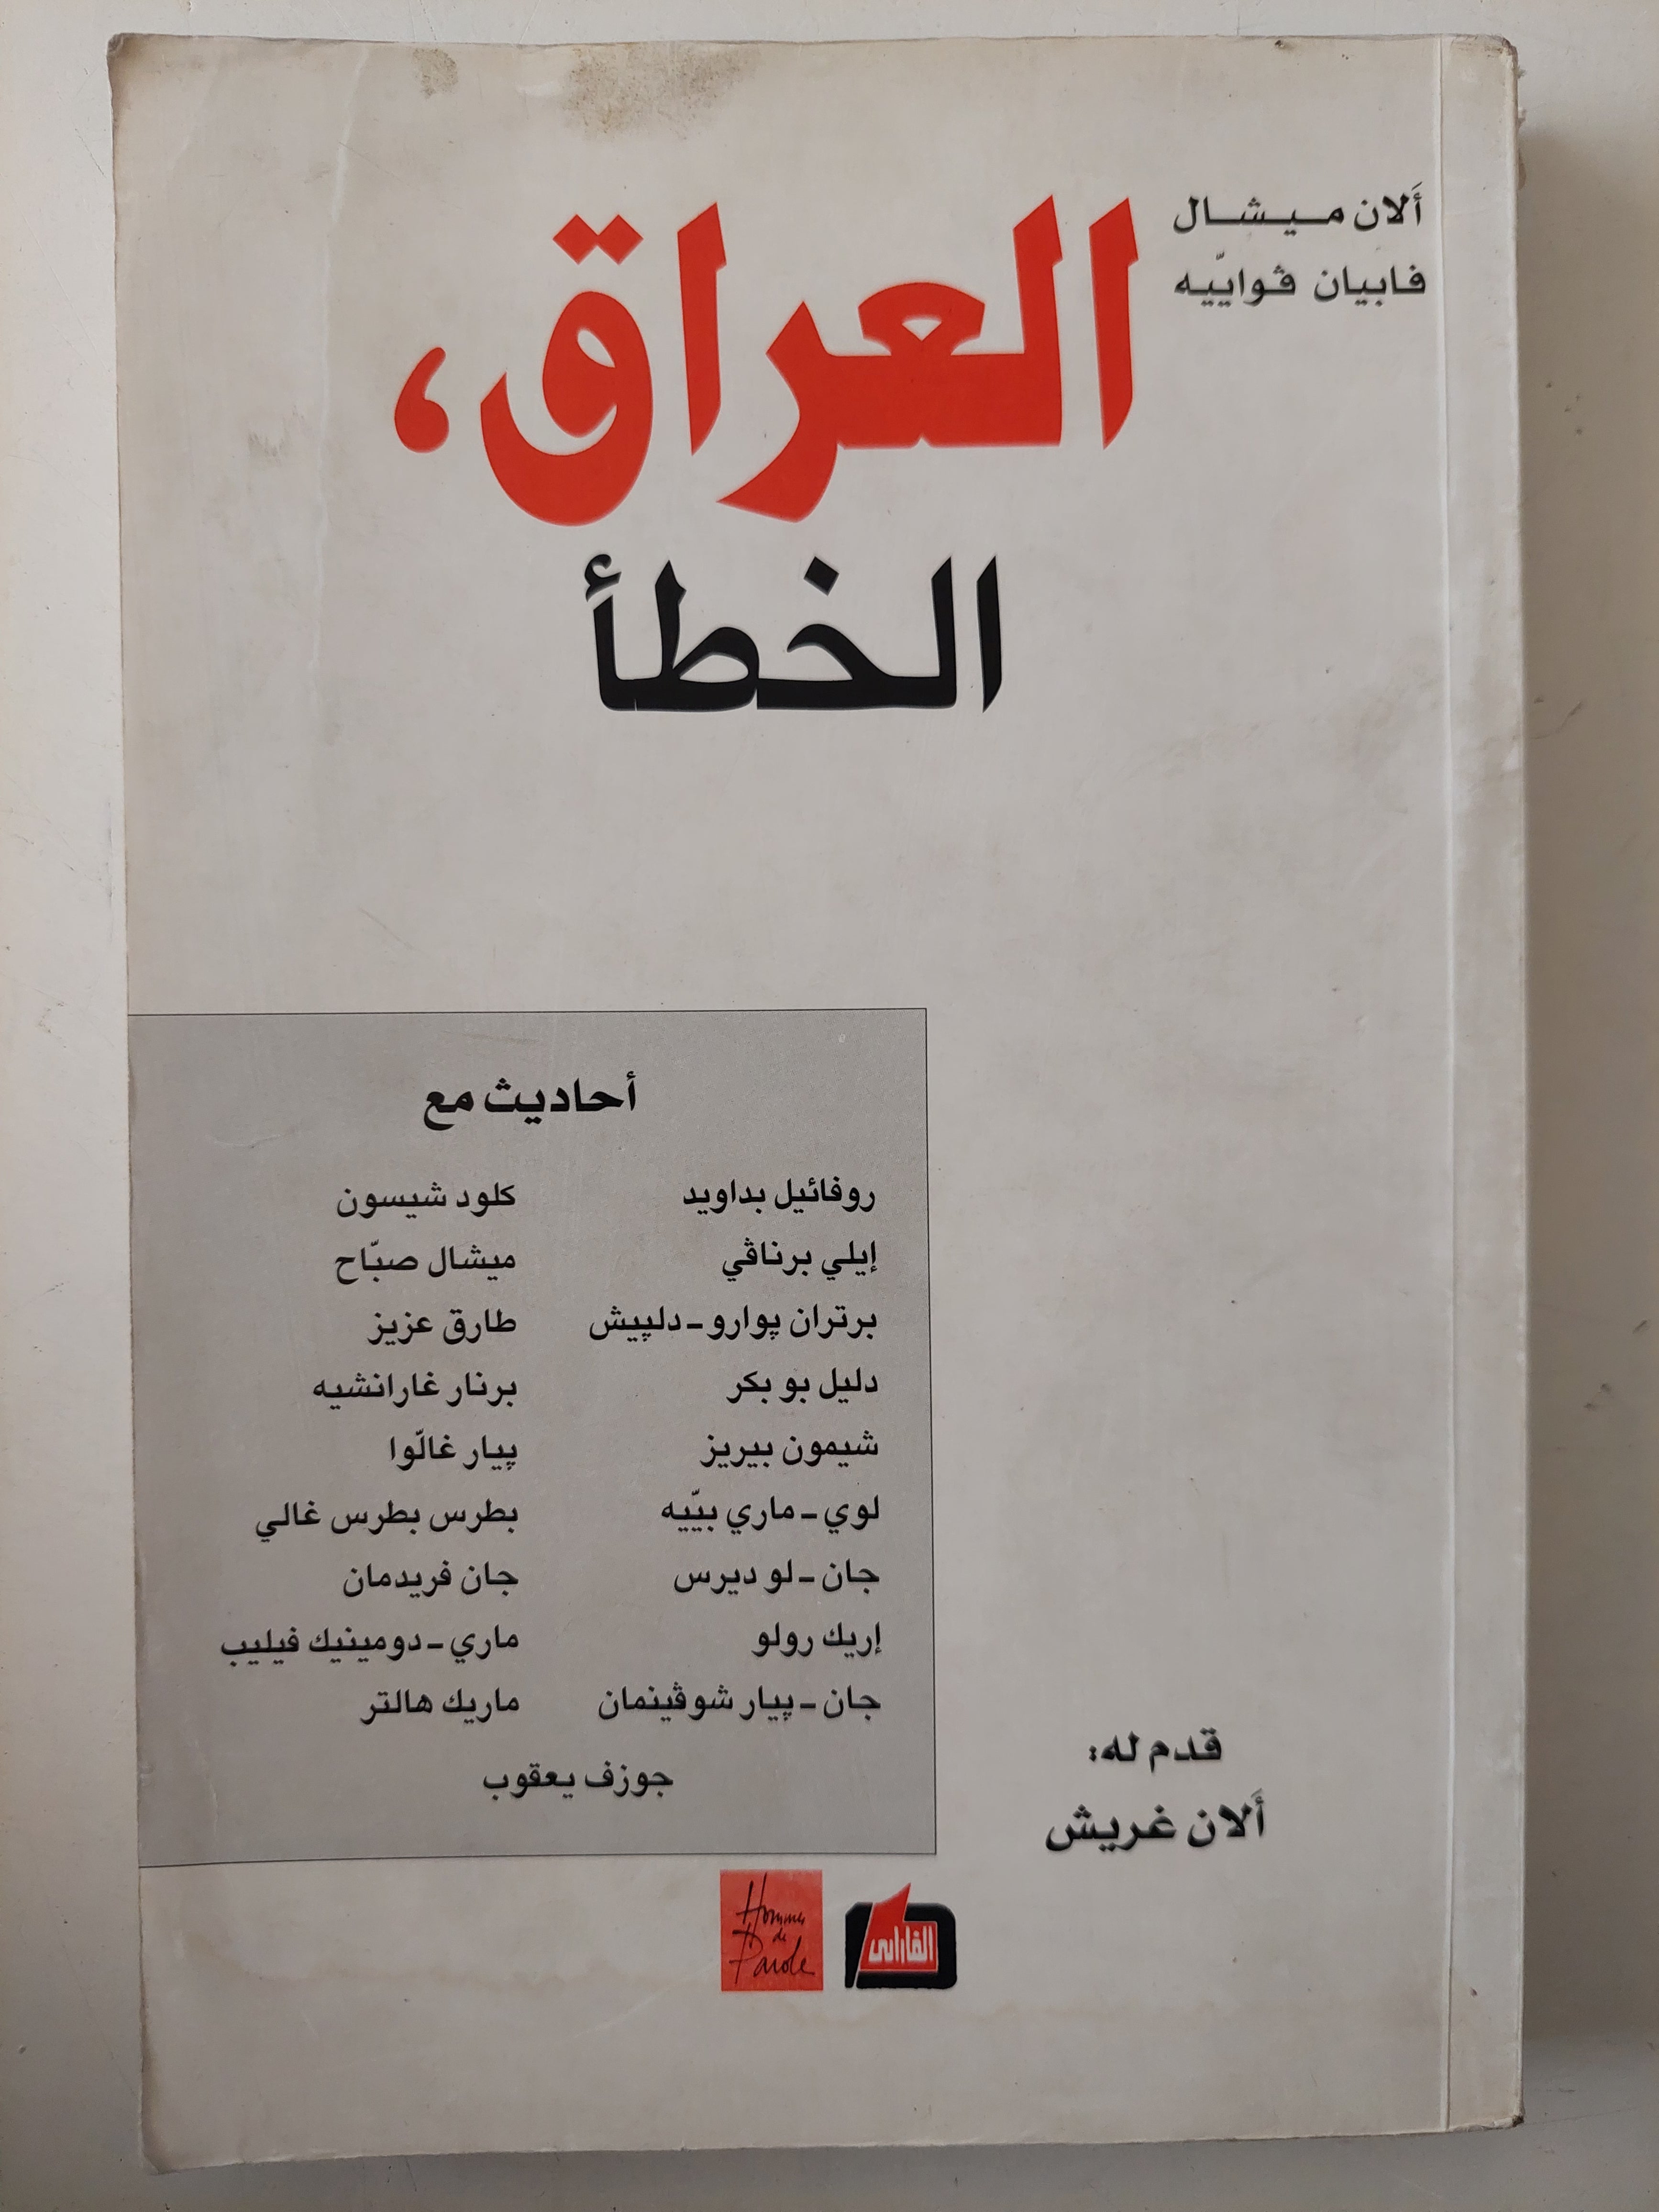 ألان ميشال
فابيان ڤواييّه
العراق،
الخطأ
أحاديث مع
روفائيل بداويد
كلود شيسون
إيلي برناڤي
ميشال صبّاح
برتران پوارو-دلپيش
طارق عزيز
دليل بو بكر
برنار غارانشيه
شيمون بيريز
پيار غالّوا
لوي-ماري بيّيه
بطرس بطرس غالي
جان-لو ديرس
جان فريدمان
إريك رولو
ماري-دومينيك فيليب
جان-پيار شوڤينمان
ماريك هالتر
جوزف يعقوب
قدم له:
ألان غريش
Hommes
de
Parole
الفارابي